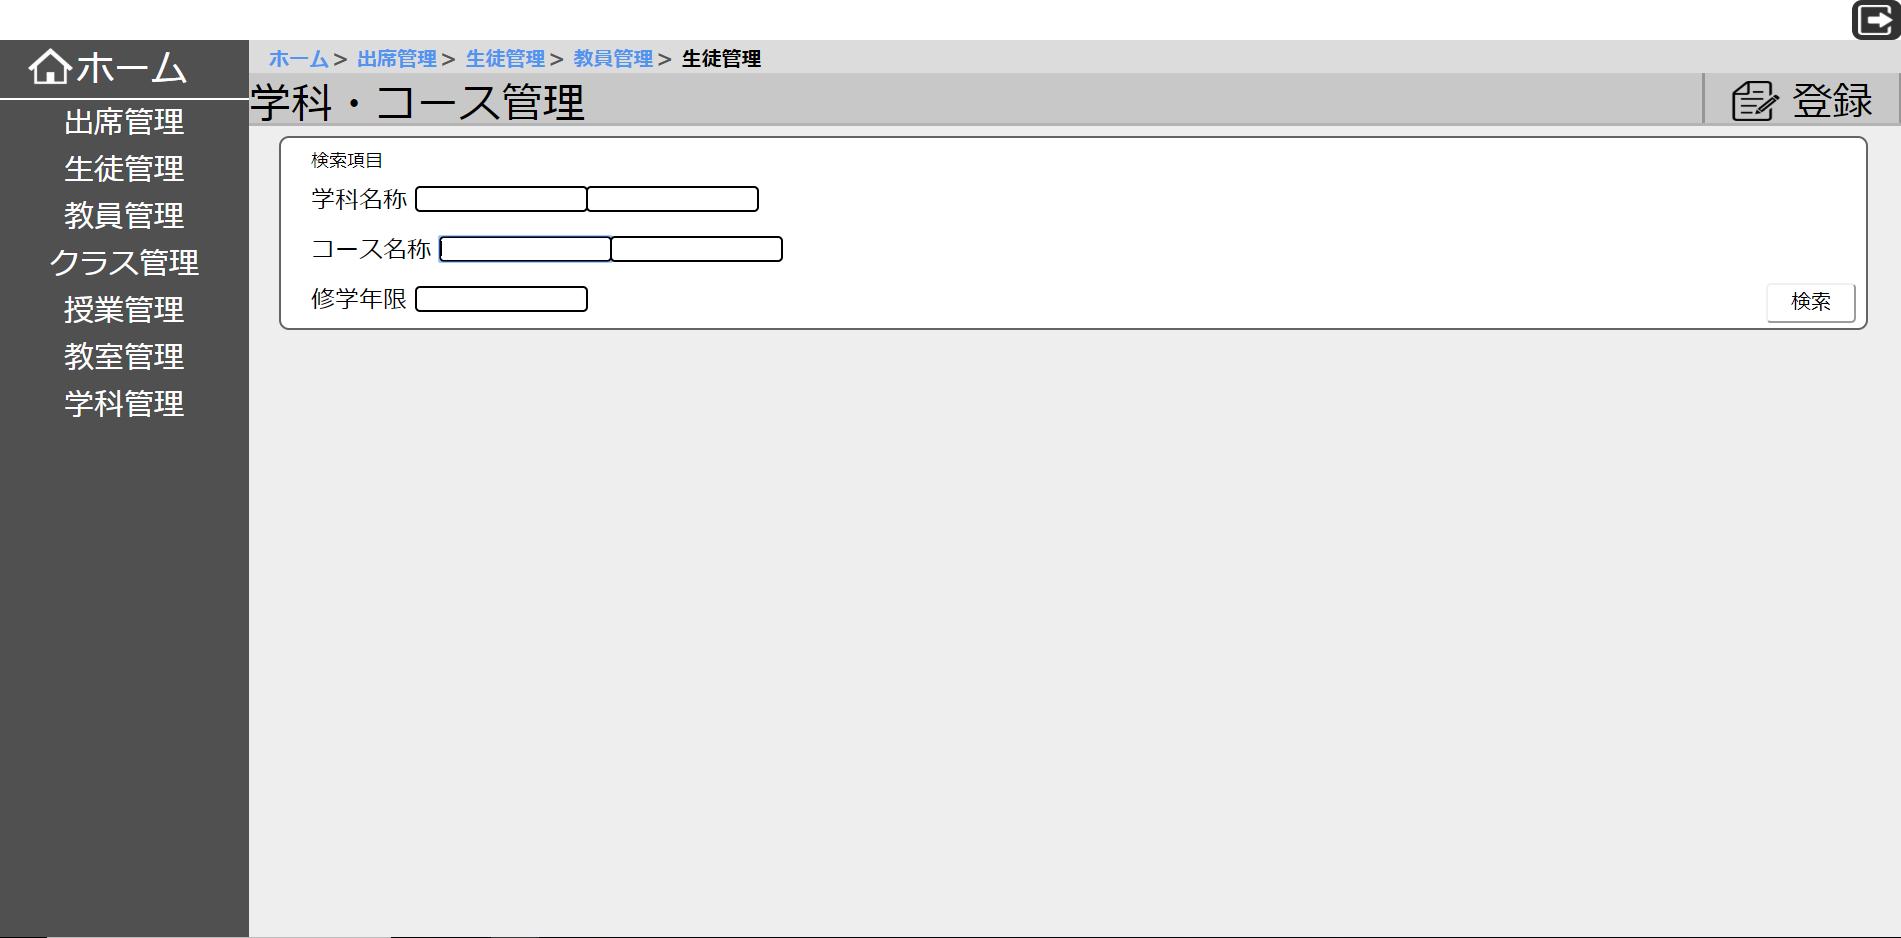 ホーム
出席管理
生徒管理
教員管理
クラス管理
授業管理
教室管理
学科管理
ホーム > 出席管理 > 生徒管理 > 教員管理 > 生徒管理
学科・コース管理
登録
検索項目
学科名称
コース名称
修学年限
検索